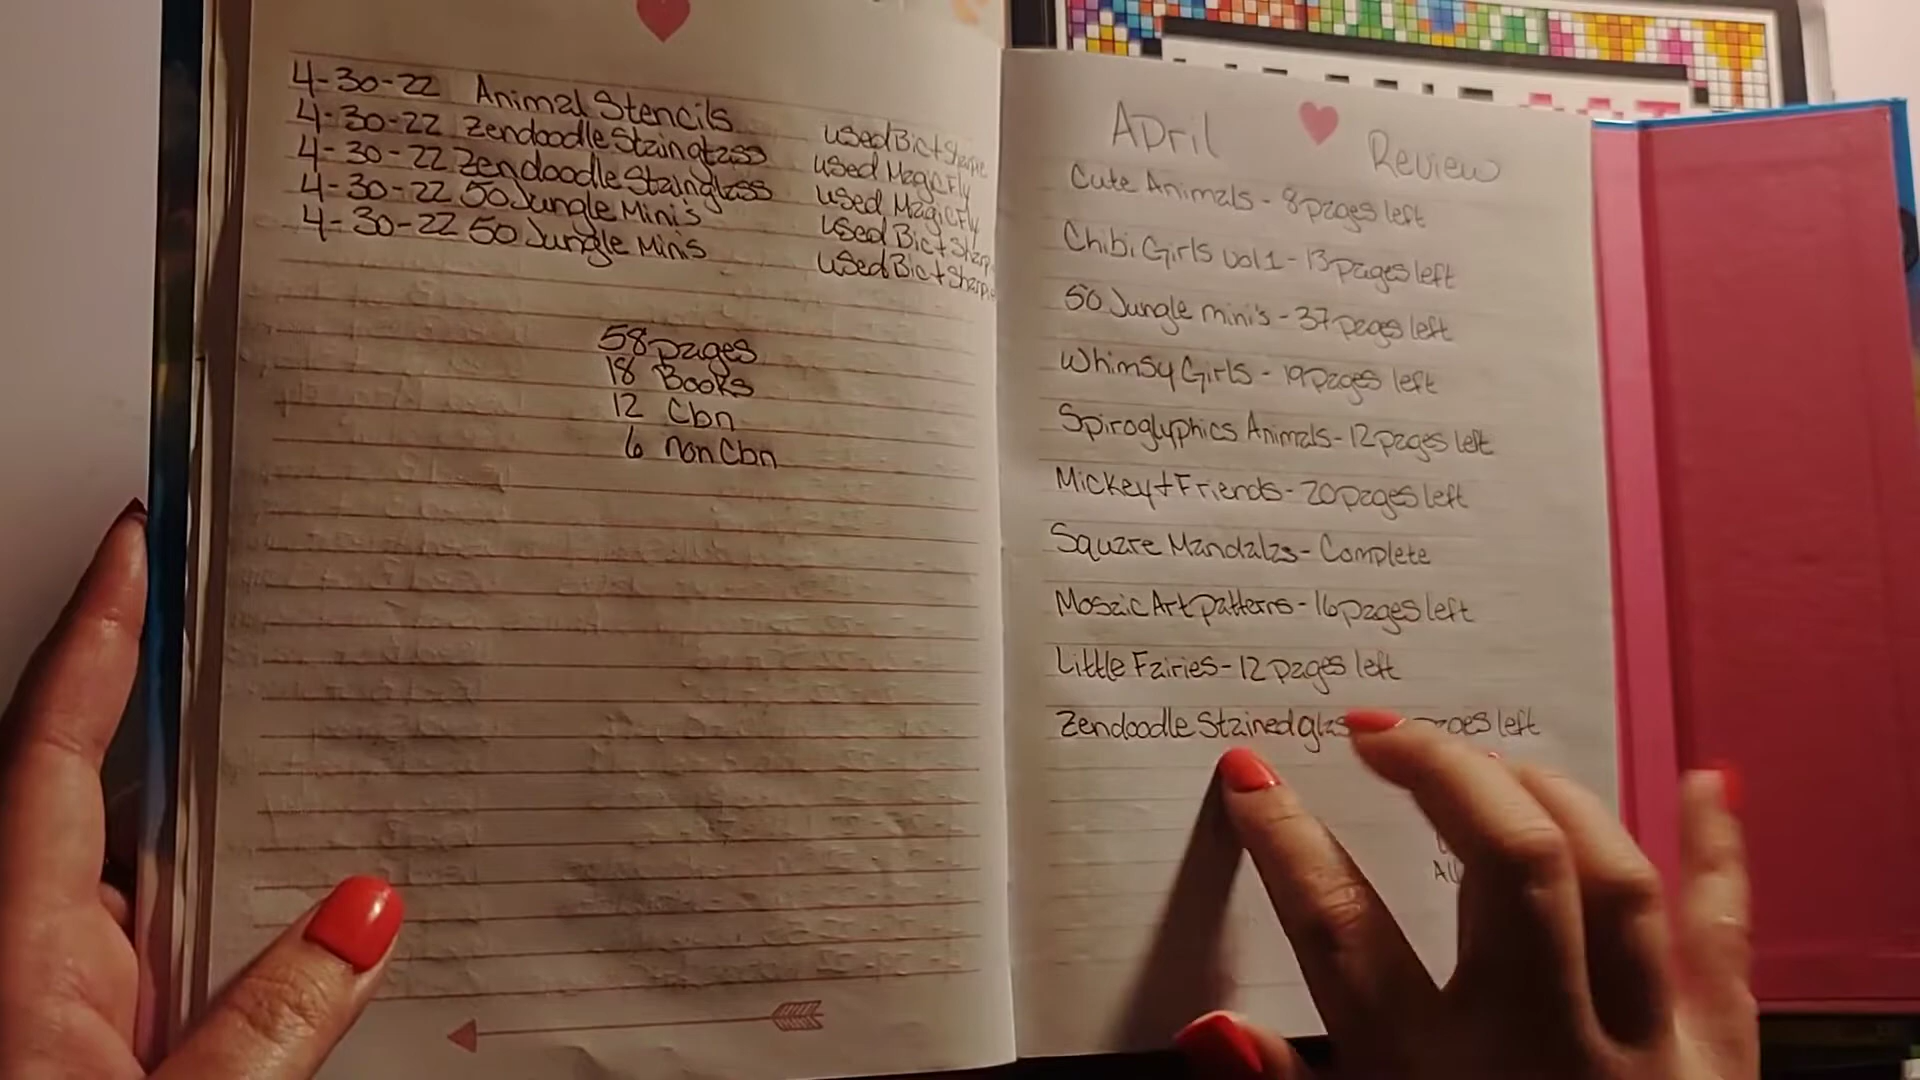 4-30-22 Animal Stencils used Bic + Sharpie
4-30-22 Zendoodle Stainglass used MagicFly
4-30-22 Zendoodle Stainglass used MagicFly
4-30-22 50 Jungle Mini's used Bic + Sharp
4-30-22 50 Jungle Minis used Bic + Sharpie
58 pages
18 Books
12 Cbn
6 non Cbn
April Review
Cute Animals - 8 pages left
Chibi Girls vol 1 - 13 pages left
50 Jungle mini's - 37 pages left
Whimsy Girls - 19 pages left
Spiroglyphics Animals - 12 pages left
Mickey + Friends - 20 pages left
Square Mandalas - Complete
Mosaic Art patterns - 16 pages left
Little Fairies - 12 pages left
Zendoodle Stained glas left